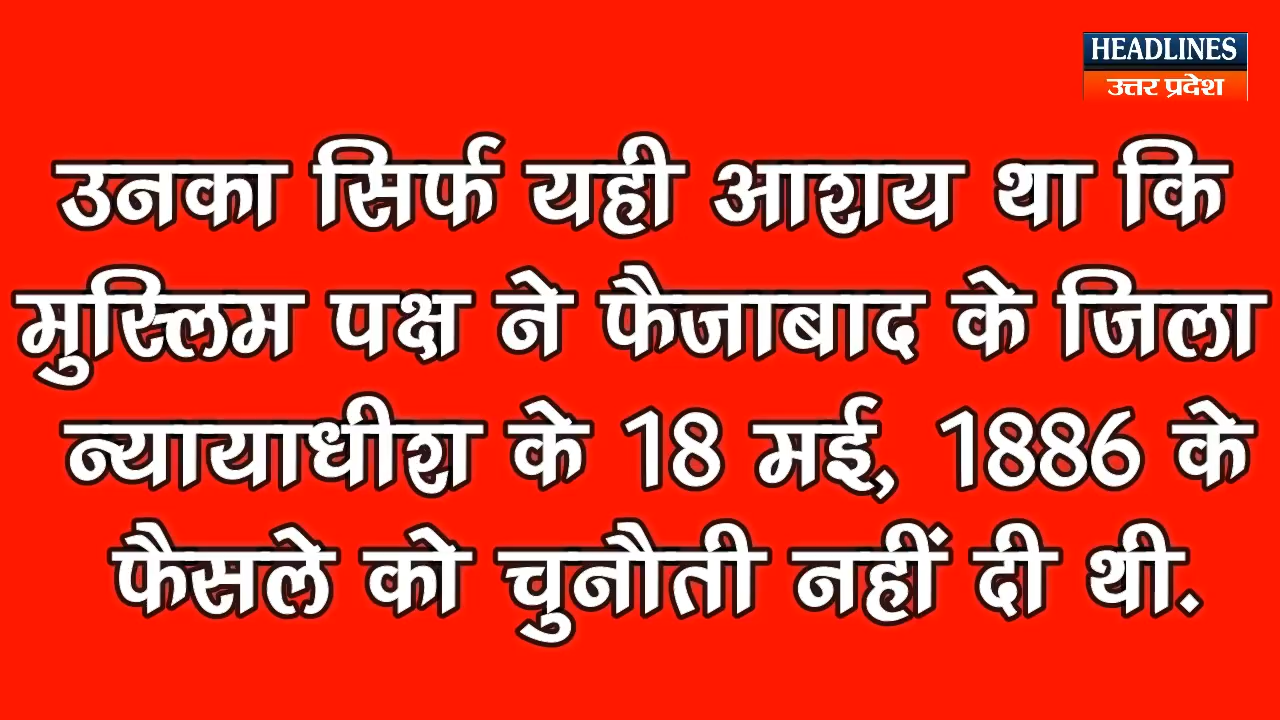 HEADLINES
उत्तर प्रदेश
उनका सिर्फ यही आशय था कि
मुस्लिम पक्ष ने फैजाबाद के जिला
न्यायाधीश के 18 मई, 1886 के
फैसले को चुनौती नहीं दी थी.